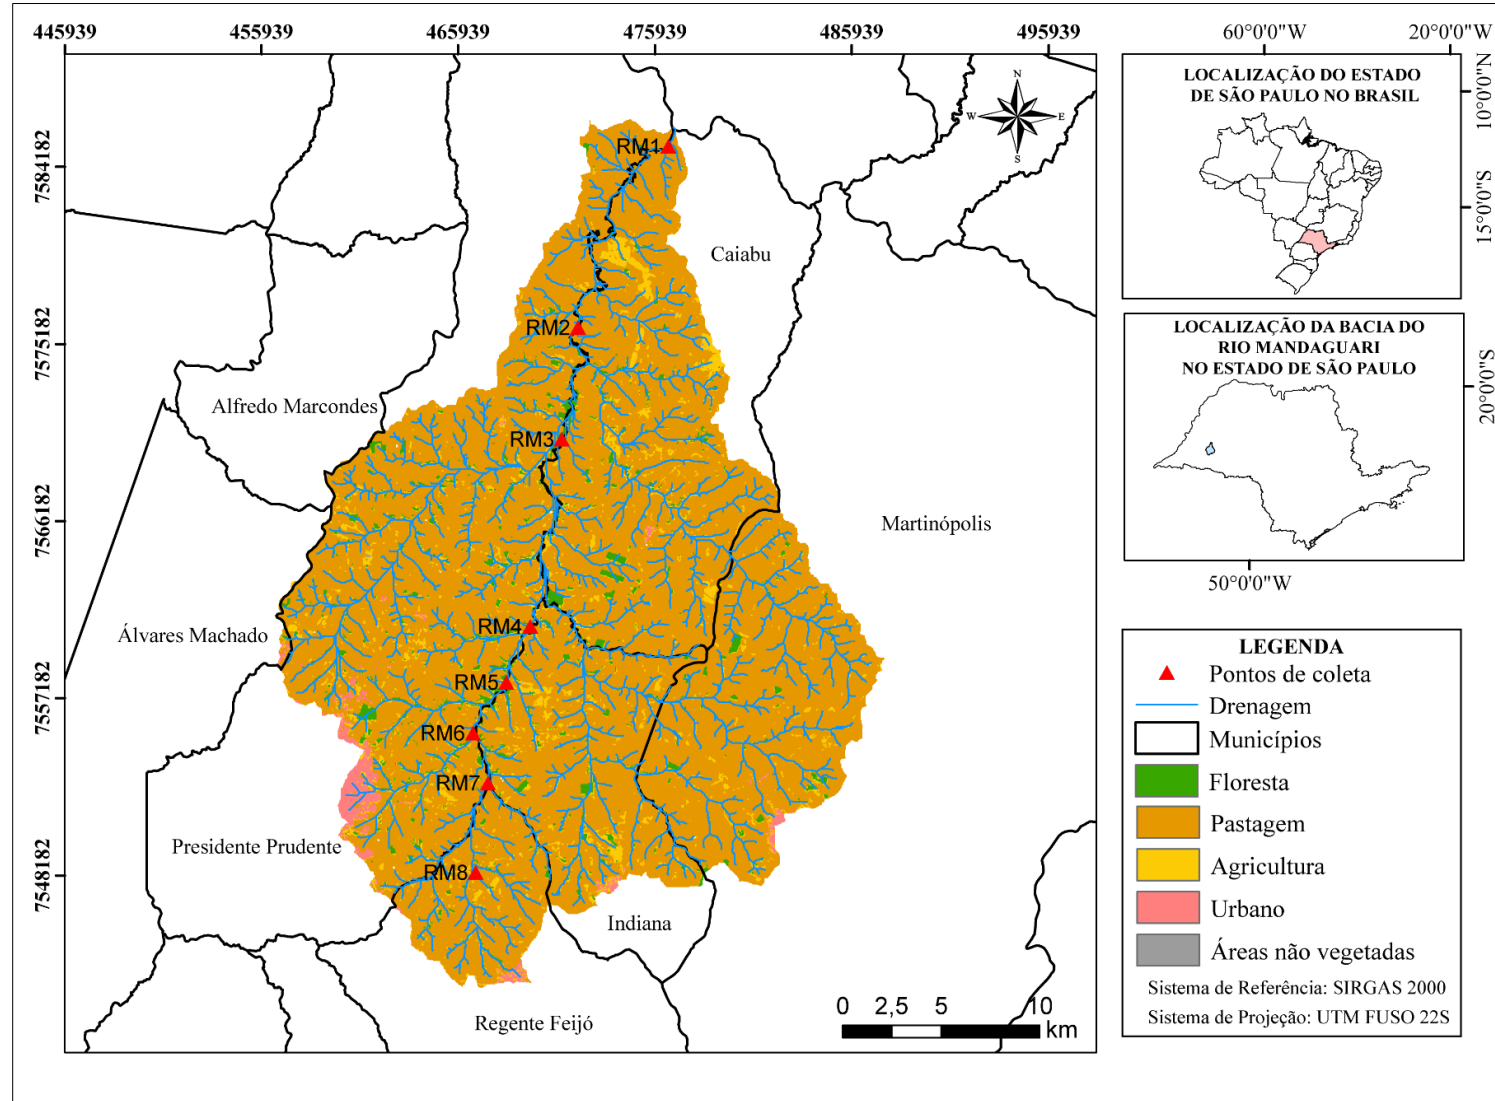 445939
455939
465939
475939
485939
495939
60°0'0"W
20°0'0"W
7584182
7575182
7566182
7557182
7548182
N
W
E
S
RM1
Caiabu
RM2
Alfredo Marcondes
RM3
Martinópolis
RM4
Álvares Machado
RM5
RM6
RM7
Presidente Prudente
RM8
Indiana
Regente Feijó
0
2,5
5
10
km
LOCALIZAÇÃO DO ESTADO
DE SÃO PAULO NO BRASIL
10°0'0"N
15°0'0"S
LOCALIZAÇÃO DA BACIA DO
RIO MANDAGUARI
NO ESTADO DE SÃO PAULO
20°0'0"S
50°0'0"W
LEGENDA
Pontos de coleta
Drenagem
Municípios
Floresta
Pastagem
Agricultura
Urbano
Áreas não vegetadas
Sistema de Referência: SIRGAS 2000
Sistema de Projeção: UTM FUSO 22S